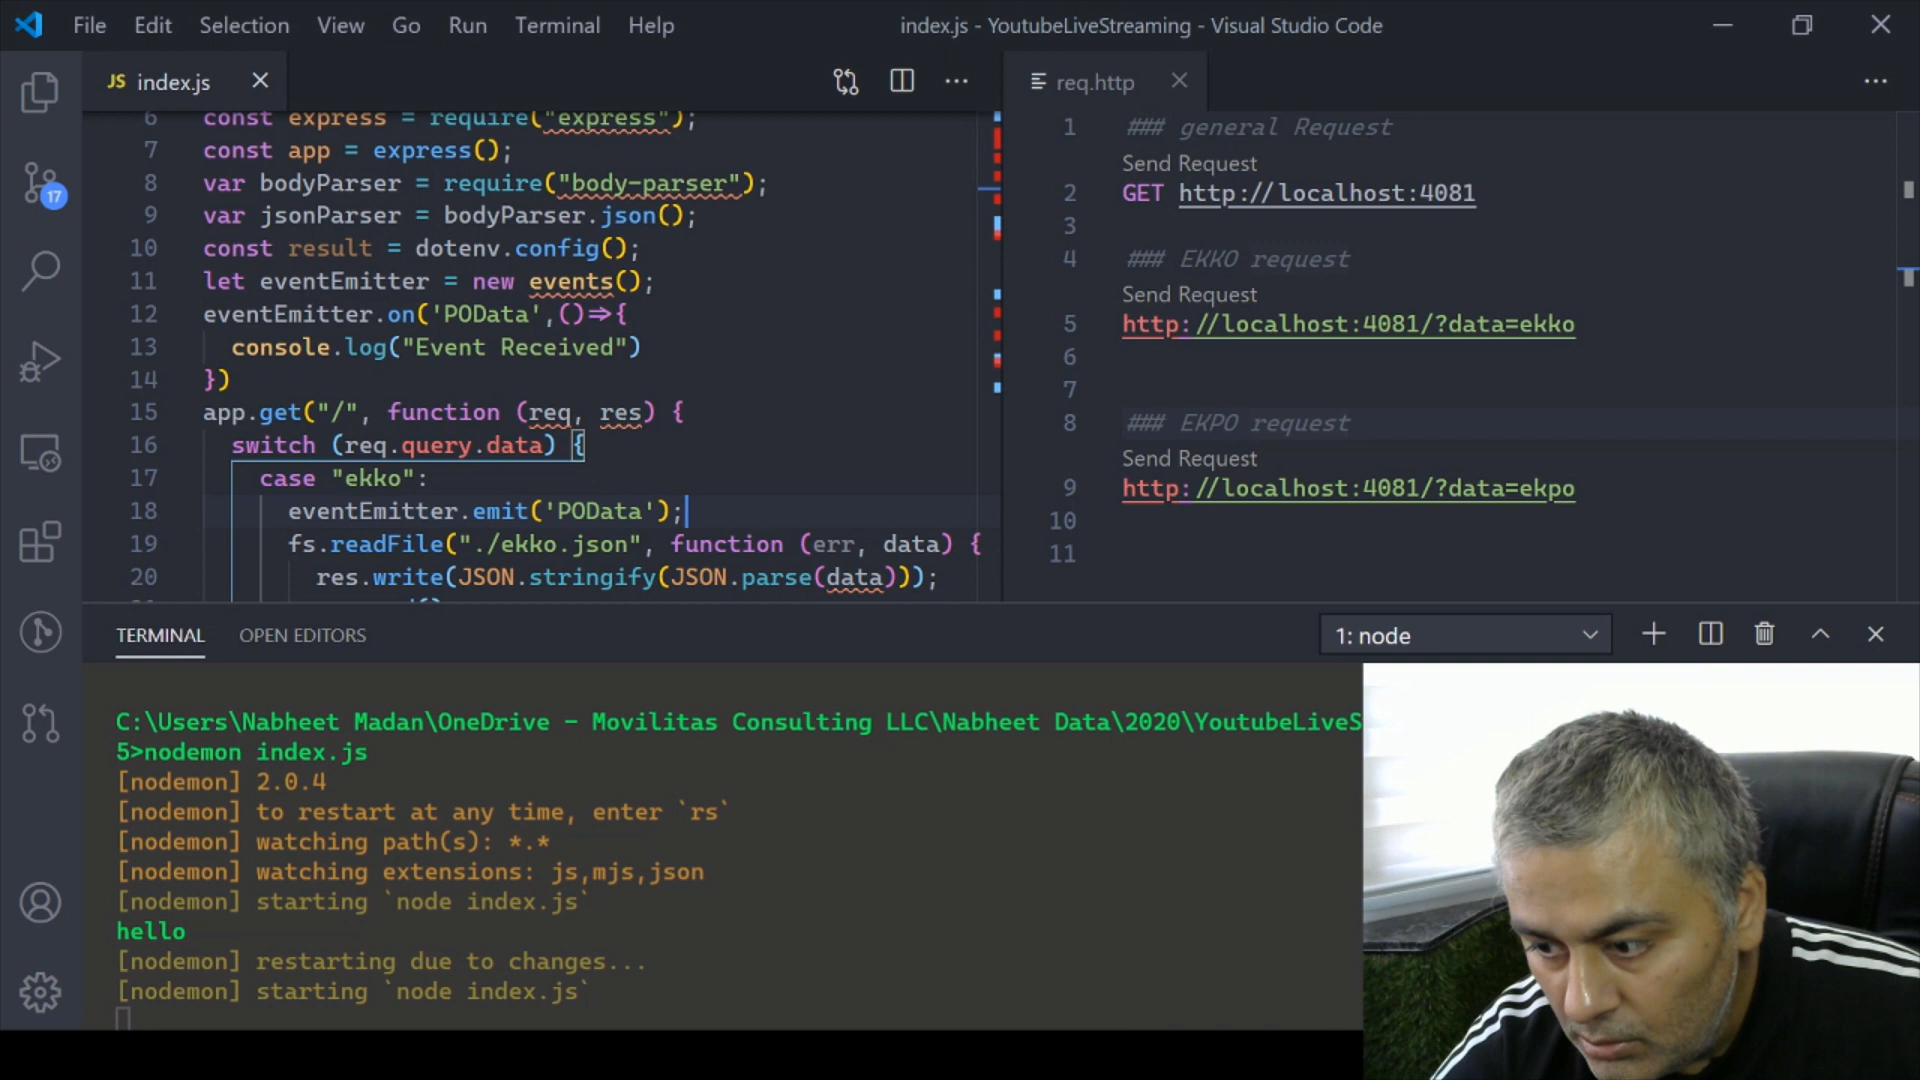 File Edit Selection View Go Run Terminal Help
index.js - YoutubeLiveStreaming - Visual Studio Code
JS index.js
6 const express = require("express");
7 const app = express();
8 var bodyParser = require("body-parser");
9 var jsonParser = bodyParser.json();
10 const result = dotenv.config();
11 let eventEmitter = new events();
12 eventEmitter.on('POData',()=>{
13 console.log("Event Received")
14 })
15 app.get("/", function (req, res) {
16 switch (req.query.data) {
17 case "ekko":
18 eventEmitter.emit('POData');
19 fs.readFile("./ekko.json", function (err, data) {
20 res.write(JSON.stringify(JSON.parse(data)));
req.http
1 ### general Request
Send Request
2 GET http://localhost:4081
3
4 ### EKKO request
Send Request
5 http://localhost:4081/?data=ekko
6
7
8 ### EKPO request
Send Request
9 http://localhost:4081/?data=ekpo
10
11
17
TERMINAL OPEN EDITORS
1: node
C:\Users\Nabheet Madan\OneDrive - Movilitas Consulting LLC\Nabheet Data\2020\YoutubeLiveS
5>nodemon index.js
[nodemon] 2.0.4
[nodemon] to restart at any time, enter `rs`
[nodemon] watching path(s): *.*
[nodemon] watching extensions: js,mjs,json
[nodemon] starting `node index.js`
hello
[nodemon] restarting due to changes...
[nodemon] starting `node index.js`